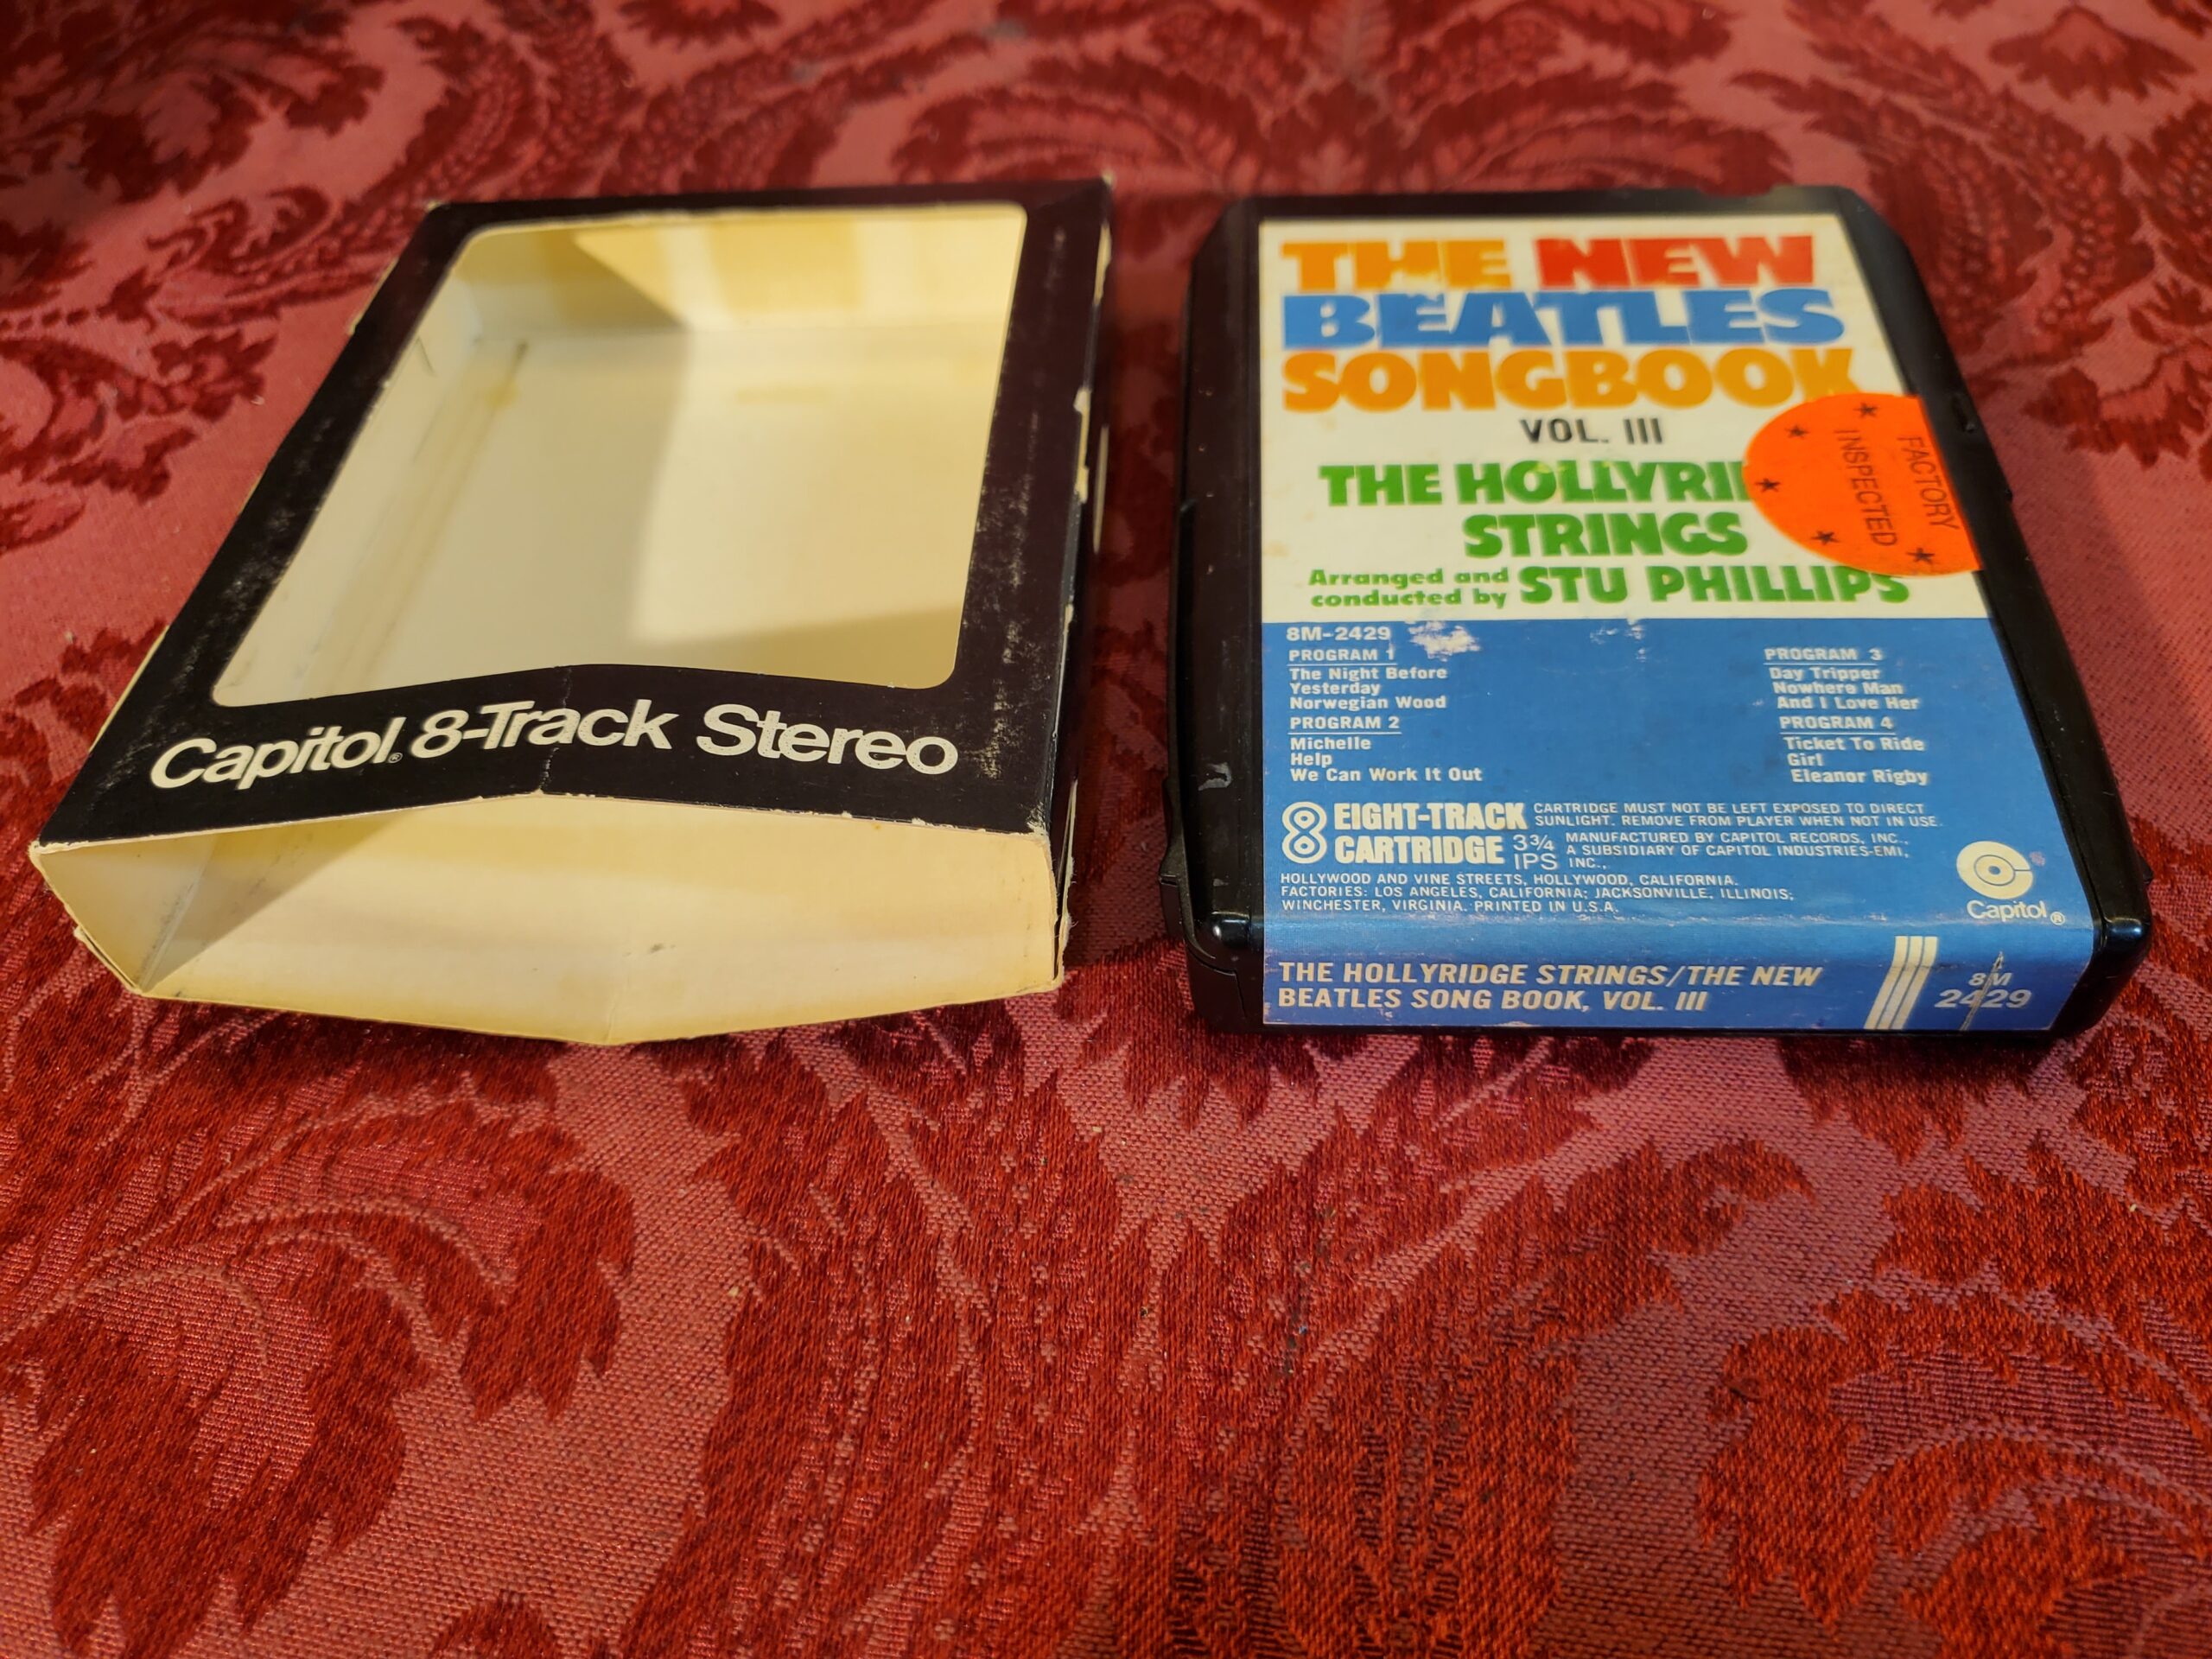 Capitol® 8-Track Stereo
THE NEW
BEATLES
SONGBOOK
VOL. III
THE
STRINGS
Arranged and
conducted by STU PHILLIPS
FACTORY
INSPECTED
8M-2429
PROGRAM 1
The Night Before
Yesterday
Norwegian Wood
PROGRAM 2
Michelle
Help
We Can Work It Out
PROGRAM 3
Day Tripper
Nowhere Man
And I Love Her
PROGRAM 4
Ticket To Ride
Girl
Eleanor Rigby
8 EIGHT-TRACK
CARTRIDGE
3¾
IPS
CARTRIDGE MUST NOT BE LEFT EXPOSED TO DIRECT
SUNLIGHT. REMOVE FROM PLAYER WHEN NOT IN USE.
MANUFACTURED BY CAPITOL RECORDS, INC.,
A SUBSIDIARY OF CAPITOL INDUSTRIES-EMI,
INC.,
HOLLYWOOD AND VINE STREETS, HOLLYWOOD, CALIFORNIA.
FACTORIES: LOS ANGELES, CALIFORNIA; JACKSONVILLE, ILLINOIS;
WINCHESTER, VIRGINIA. PRINTED IN U.S.A.
Capitol®
THE HOLLYRIDGE STRINGS/THE NEW
BEATLES SONG BOOK, VOL. III
8M
2429